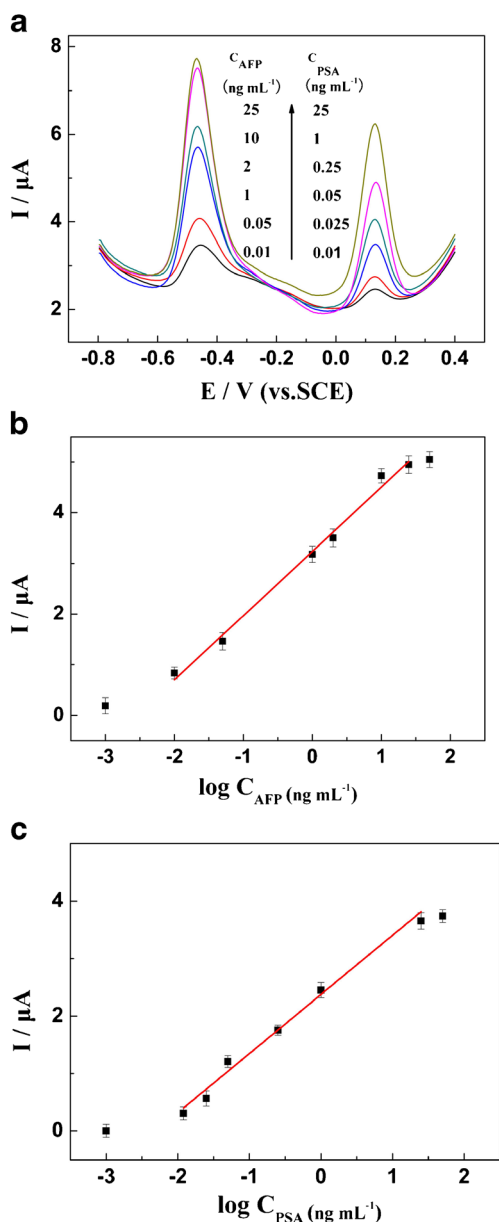 a
C_AFP C_PSA
(ng mL⁻¹) (ng mL⁻¹)
25 25
10 1
2 0.25
1 0.05
0.05 0.025
0.01 0.01
8
6
4
2
I / μA
-0.8 -0.6 -0.4 -0.2 0.0 0.2 0.4
E / V (vs.SCE)
b
4
2
0
I / μA
-3 -2 -1 0 1 2
log C_AFP (ng mL⁻¹)
c
4
2
0
I / μA
-3 -2 -1 0 1 2
log C_PSA (ng mL⁻¹)